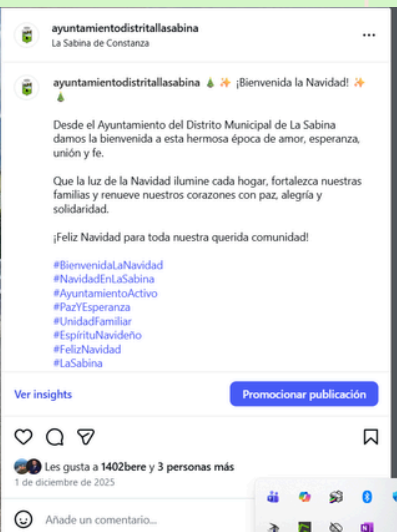 ayuntamientodistritallasabina
La Sabina de Constanza
ayuntamientodistritallasabina 🎄 ✨ ¡Bienvenida la Navidad! ✨
🎄
Desde el Ayuntamiento del Distrito Municipal de La Sabina
damos la bienvenida a esta hermosa época de amor, esperanza,
unión y fe.
Que la luz de la Navidad ilumine cada hogar, fortalezca nuestras
familias y renueve nuestros corazones con paz, alegría y
solidaridad.
¡Feliz Navidad para toda nuestra querida comunidad!
#BienvenidaLaNavidad
#NavidadEnLaSabina
#AyuntamientoActivo
#PazYEsperanza
#UnidadFamiliar
#EspírituNavideño
#FelizNavidad
#LaSabina
Ver insights
Promocionar publicación
Les gusta a 1402bere y 3 personas más
1 de diciembre de 2025
Añade un comentario...